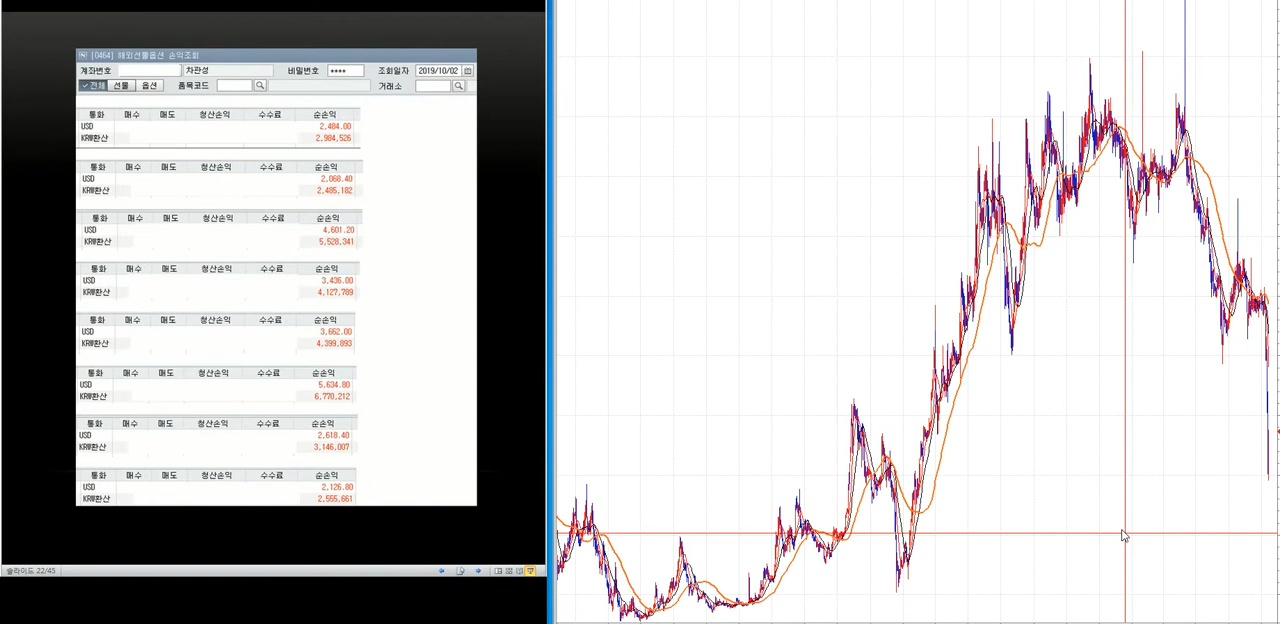 [0464] 해외선물옵션 손익조회
계좌번호 차관성 비밀번호 **** 조회일자 2019/10/02
전체 선물 옵션 품목코드 거래소
통화 매수 매도 청산손익 수수료 순손익
USD 2,484.00
KRW환산 2,984,526
통화 매수 매도 청산손익 수수료 순손익
USD 2,068.40
KRW환산 2,485,182
통화 매수 매도 청산손익 수수료 순손익
USD 4,601.20
KRW환산 5,528,341
통화 매수 매도 청산손익 수수료 순손익
USD 3,436.00
KRW환산 4,127,789
통화 매수 매도 청산손익 수수료 순손익
USD 3,662.00
KRW환산 4,399,893
통화 매수 매도 청산손익 수수료 순손익
USD 5,634.80
KRW환산 6,770,212
통화 매수 매도 청산손익 수수료 순손익
USD 2,618.40
KRW환산 3,146,007
통화 매수 매도 청산손익 수수료 순손익
USD 2,126.80
KRW환산 2,555,661
슬라이드 22/45